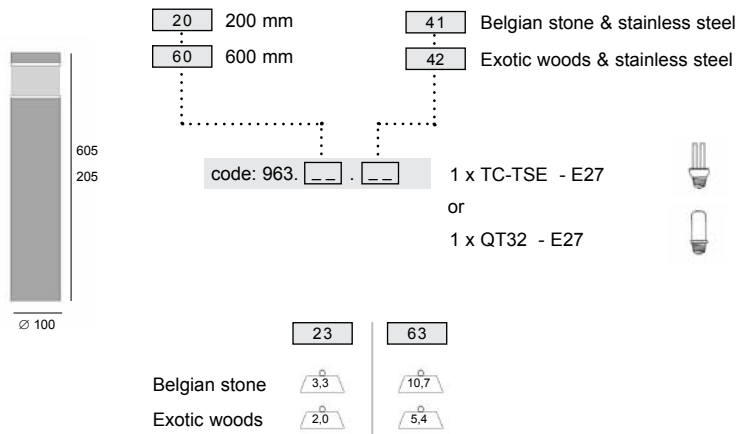 20 200 mm 41 Belgian stone & stainless steel
60 600 mm 42 Exotic woods & stainless steel
605
205
code: 963. _ _ . _ _ 1 x TC-TSE - E27
or
1 x QT32 - E27
∅ 100
23 63
Belgian stone 3,3 10,7
Exotic woods 2,0 5,4